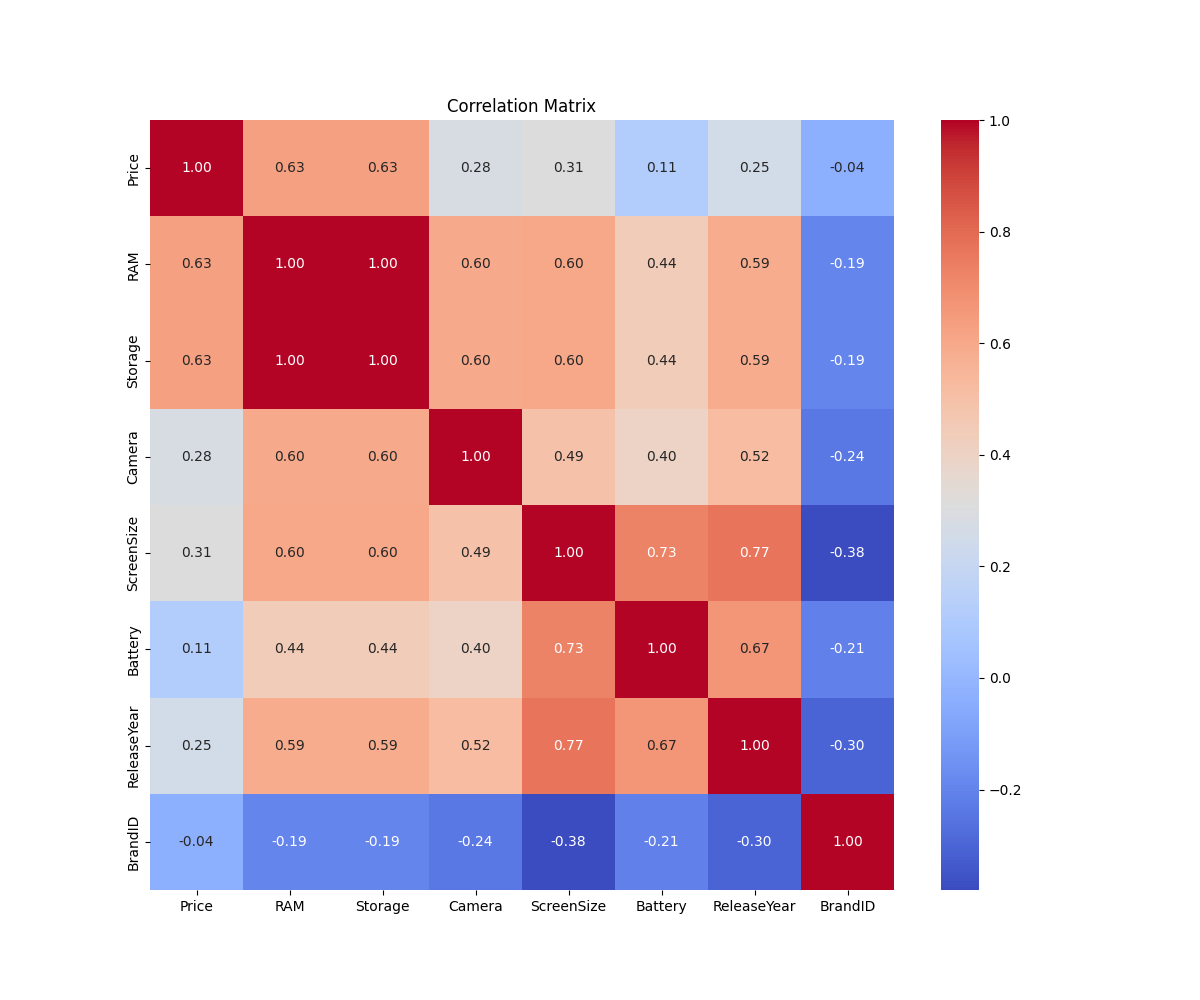 Correlation Matrix
Price 1.00 0.63 0.63 0.28 0.31 0.11 0.25 -0.04
RAM 0.63 1.00 1.00 0.60 0.60 0.44 0.59 -0.19
Storage 0.63 1.00 1.00 0.60 0.60 0.44 0.59 -0.19
Camera 0.28 0.60 0.60 1.00 0.49 0.40 0.52 -0.24
ScreenSize 0.31 0.60 0.60 0.49 1.00 0.73 0.77 -0.38
Battery 0.11 0.44 0.44 0.40 0.73 1.00 0.67 -0.21
ReleaseYear 0.25 0.59 0.59 0.52 0.77 0.67 1.00 -0.30
BrandID -0.04 -0.19 -0.19 -0.24 -0.38 -0.21 -0.30 1.00
Price RAM Storage Camera ScreenSize Battery ReleaseYear BrandID
1.0
0.8
0.6
0.4
0.2
0.0
−0.2